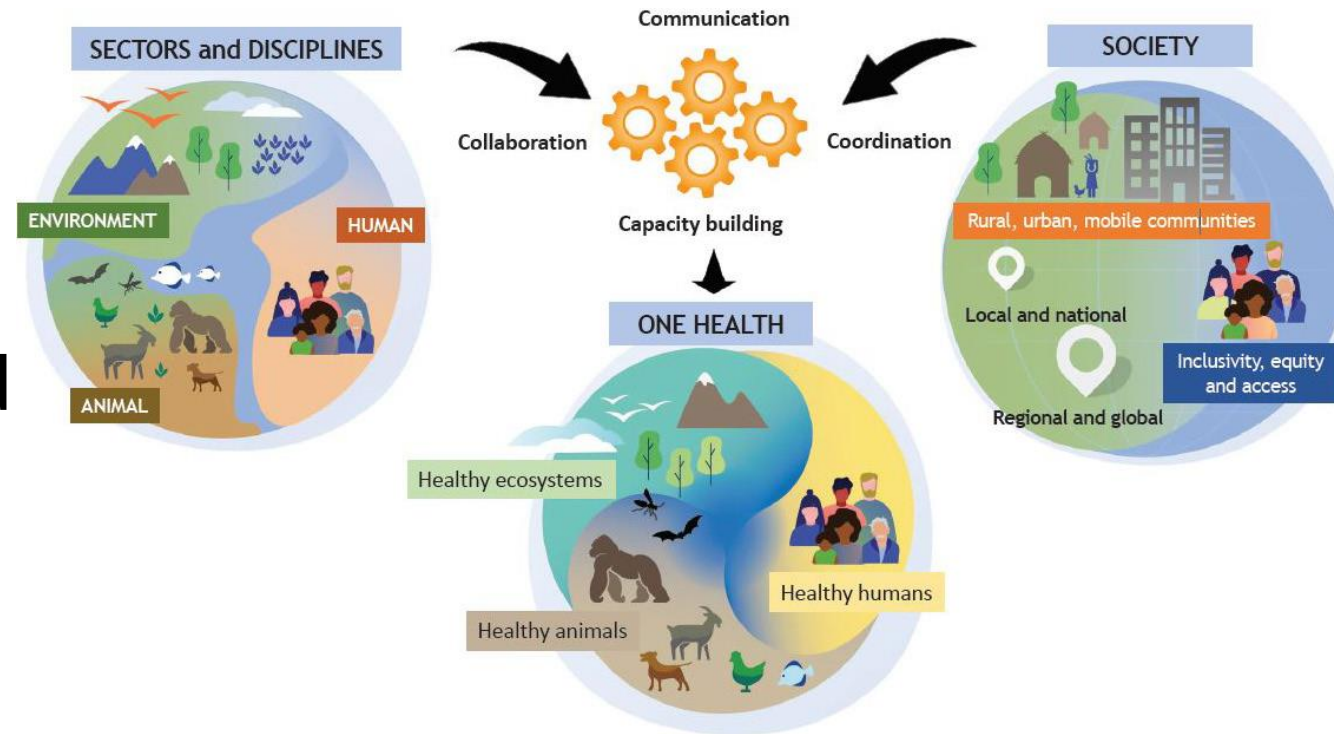 SECTORS and DISCIPLINES
ENVIRONMENT
HUMAN
ANIMAL
Communication
Collaboration
Coordination
Capacity building
SOCIETY
Rural, urban, mobile communities
Local and national
Regional and global
Inclusivity, equity
and access
ONE HEALTH
Healthy ecosystems
Healthy animals
Healthy humans